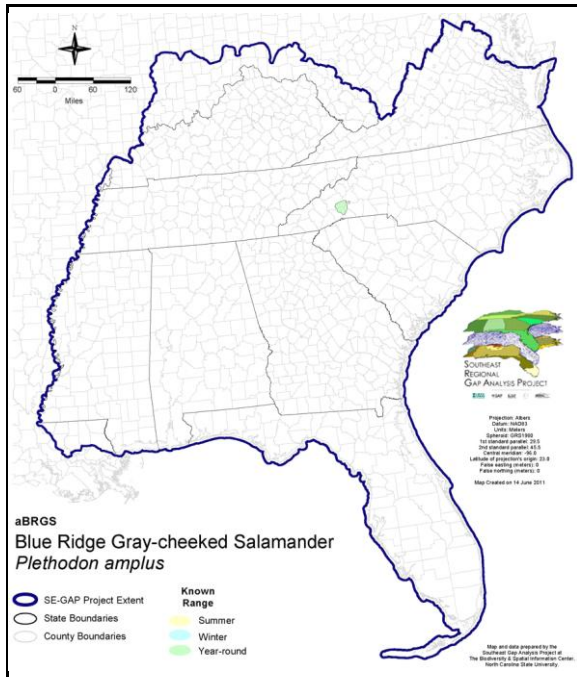 N
60 0 60 120
Miles
SOUTHEAST
REGIONAL
GAP ANALYSIS PROJECT
Projection: Albers
Datum: NAD83
Units: Meters
Spheroid: GRS1980
1st standard parallel: 29.5
2nd standard parallel: 45.5
Central meridian: -96.0
Latitude of projection's origin: 23.0
False easting (meters): 0
False northing (meters): 0
Map Created on 14 June 2011
aBRGS
Blue Ridge Gray-cheeked Salamander
Plethodon amplus
SE-GAP Project Extent
State Boundaries
County Boundaries
Known
Range
Summer
Winter
Year-round
Map and data prepared by the
Southeast Gap Analysis Project at
The Biodiversity & Spatial Information Center,
North Carolina State University.